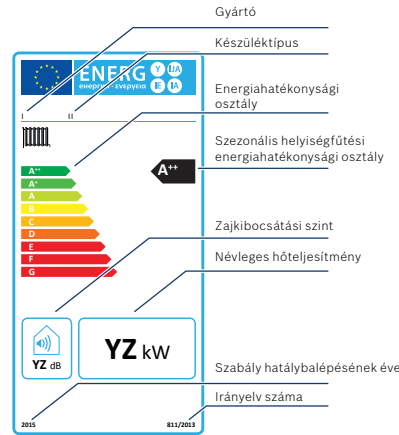 Gyártó
Készüléktípus
ENERG Y IJA
енергия · ενεργεια IE IA
Energiahatékonysági
osztály
I II
Szezonális helyiségfűtési
energiahatékonysági osztály
A++
A++
A+
A
B
C
D
E
F
G
Zajkibocsátási szint
Névleges hőteljesítmény
YZ dB
YZ kW
Szabály hatálybalépésének éve
Irányelv száma
2015
811/2013